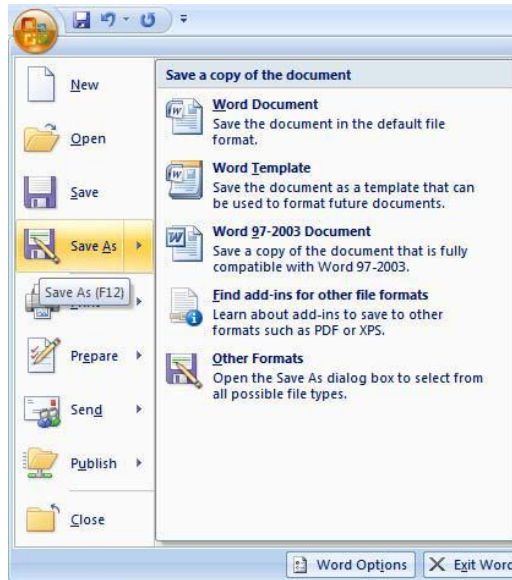 New
Open
Save
Save As
Save As (F12)
Prepare
Send
Publish
Close
Save a copy of the document
Word Document
Save the document in the default file
format.
Word Template
Save the document as a template that can
be used to format future documents.
Word 97-2003 Document
Save a copy of the document that is fully
compatible with Word 97-2003.
Find add-ins for other file formats
Learn about add-ins to save to other
formats such as PDF or XPS.
Other Formats
Open the Save As dialog box to select from
all possible file types.
Word Options
Exit Word